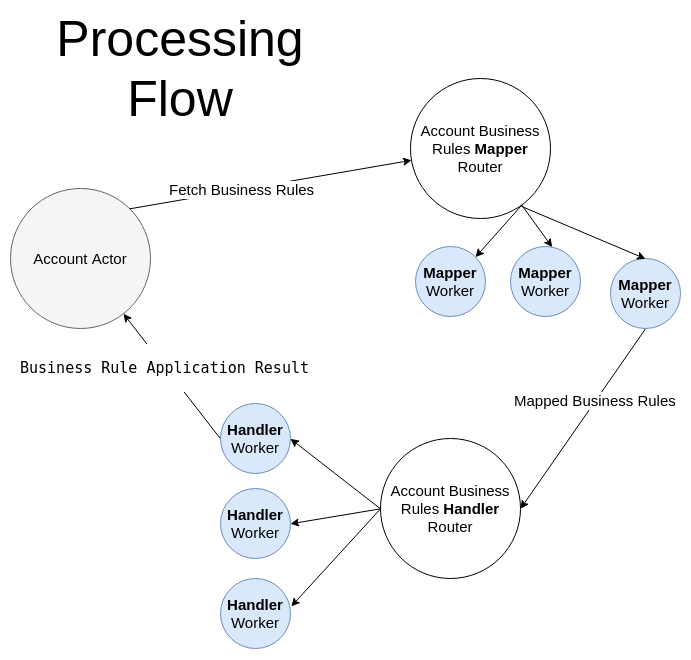 Processing
Flow
Account Business
Rules Mapper
Router
Fetch Business Rules
Account Actor
Mapper
Worker
Mapper
Worker
Mapper
Worker
Business Rule Application Result
Mapped Business Rules
Handler
Worker
Account Business
Rules Handler
Router
Handler
Worker
Handler
Worker